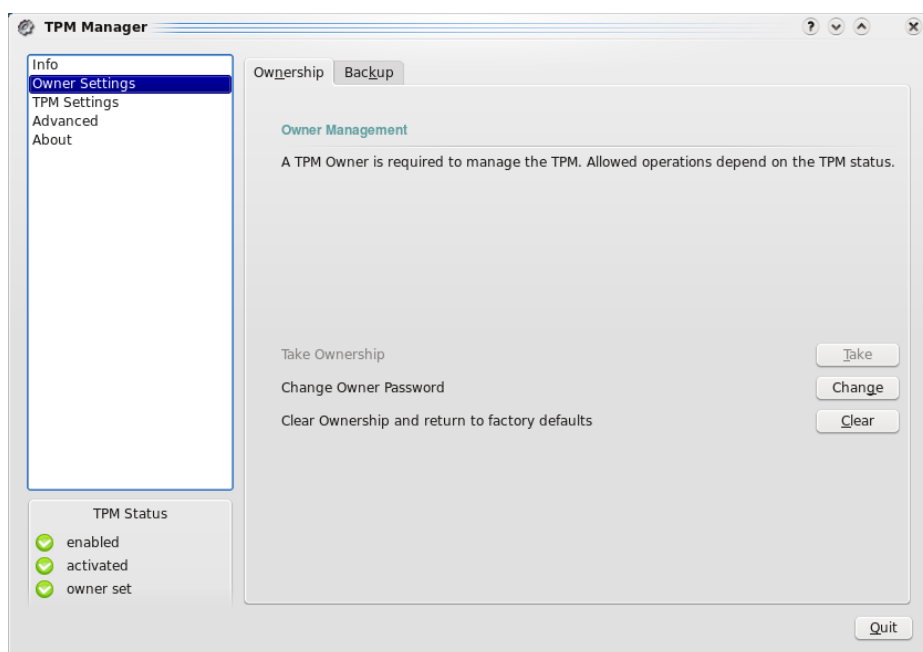 TPM Manager
?
Info
Owner Settings
TPM Settings
Advanced
About
Ownership Backup
Owner Management
A TPM Owner is required to manage the TPM. Allowed operations depend on the TPM status.
Take Ownership Take
Change Owner Password Change
Clear Ownership and return to factory defaults Clear
TPM Status
enabled
activated
owner set
Quit